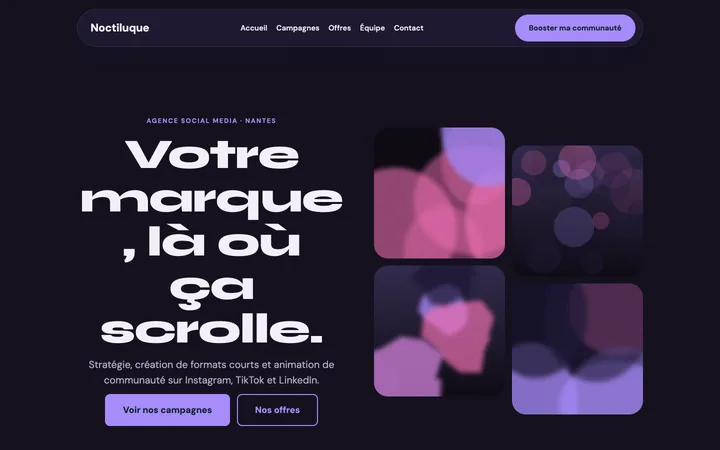 Noctiluque
Accueil Campagnes Offres Équipe Contact
Booster ma communauté
AGENCE SOCIAL MEDIA · NANTES
Votre
marque
, là où
ça
scrolle.
Stratégie, création de formats courts et animation de
communauté sur Instagram, TikTok et LinkedIn.
Voir nos campagnes
Nos offres